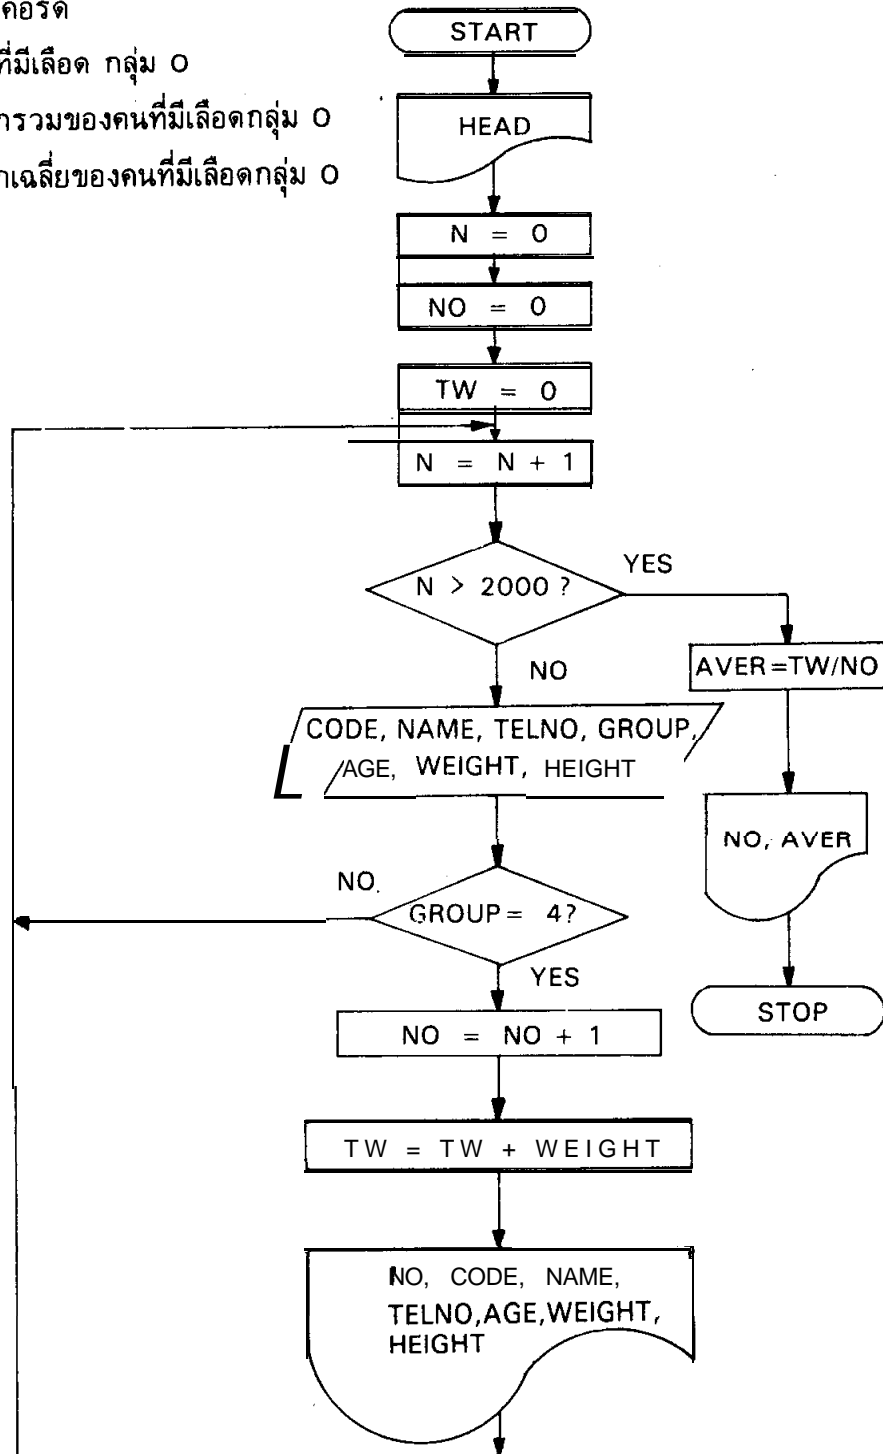 คอร์ด
ที่มีเลือด กลุ่ม O
กรวมของคนที่มีเลือดกลุ่ม O
กเฉลี่ยของคนที่มีเลือดกลุ่ม O
START
HEAD
N = 0
NO = 0
TW = 0
N = N + 1
N > 2000 ?
YES
NO
AVER=TW/NO
CODE, NAME, TELNO, GROUP,
AGE, WEIGHT, HEIGHT
NO, AVER
NO.
GROUP= 4?
YES
STOP
NO = NO + 1
TW = TW + WEIGHT
NO, CODE, NAME,
TELNO,AGE,WEIGHT,
HEIGHT